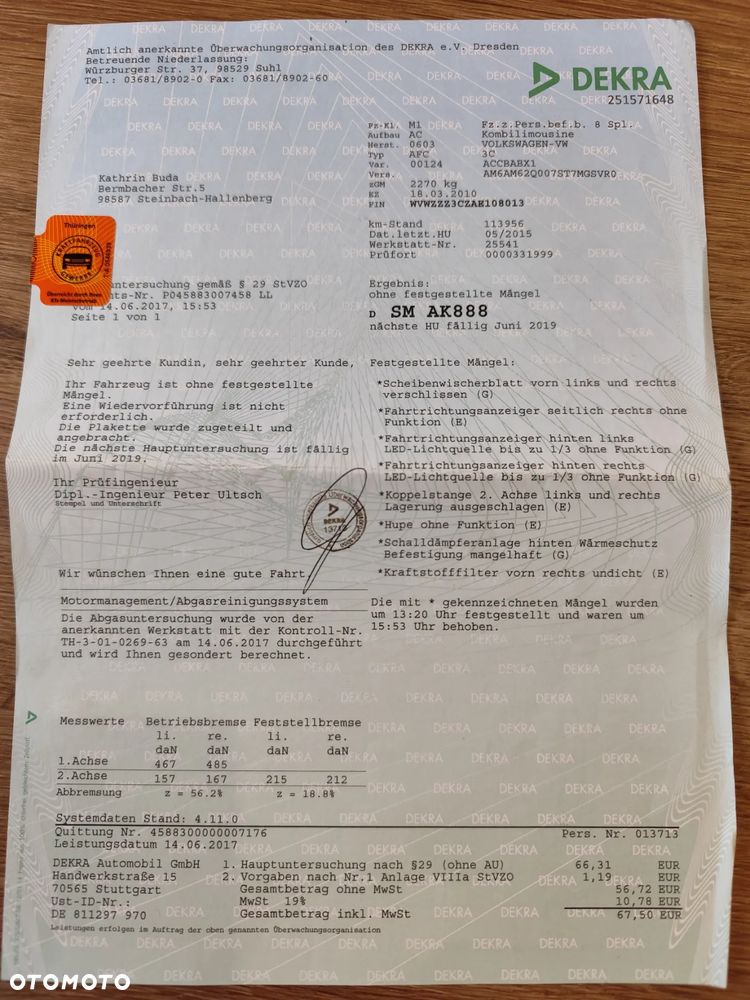 Amtlich anerkannte Überwachungsorganisation des DEKRA e.V. Dresden
Betreuende Niederlassung:
Würzburger Str. 37, 98529 Suhl
Tel.: 03681/8902-0 Fax: 03681/8902-60
DEKRA
251571648
Fz-Kl. M1 Fz.z.Pers.bef.b. 8 Spl.
Aufbau AC Kombilimousine
Herst. 0603 VOLKSWAGEN-VW
Typ AFC 3C
Var. 00124 ACCBABX1
Vers. AM6AM62Q007ST7MGSVR0
zGM 2270 kg
EZ 18.03.2010
FIN WVWZZZ3CZAE108013
Kathrin Buda
Bermbacher Str.5
98587 Steinbach-Hallenberg
km-Stand 113956
Dat.letzt.HU 05/2015
Werkstatt-Nr. 25541
Prüfort 0000331999
Thüringen
KRAFTFAHRZEUG
GEWERBE
Überreicht durch Ihren
Kfz-Meisterbetrieb
untersuchung gemäß § 29 StVZO
ts-Nr. P045883007458 LL
vom 14.06.2017, 15:53
Seite 1 von 1
Ergebnis:
ohne festgestellte Mängel
D SM AK888
nächste HU fällig Juni 2019
Sehr geehrte Kundin, sehr geehrter Kunde,
Ihr Fahrzeug ist ohne festgestellte
Mängel.
Eine Wiedervorführung ist nicht
erforderlich.
Die Plakette wurde zugeteilt und
angebracht.
Die nächste Hauptuntersuchung ist fällig
im Juni 2019.
Ihr Prüfingenieur
Dipl.-Ingenieur Peter Ultsch
Stempel und Unterschrift
DEKRA
13713
Wir wünschen Ihnen eine gute Fahrt
Festgestellte Mängel:
*Scheibenwischerblatt vorn links und rechts
verschlissen (G)
*Fahrtrichtungsanzeiger seitlich rechts ohne
Funktion (E)
*Fahrtrichtungsanzeiger hinten links
LED-Lichtquelle bis zu 1/3 ohne Funktion (G)
*Fahrtrichtungsanzeiger hinten rechts
LED-Lichtquelle bis zu 1/3 ohne Funktion (G)
*Koppelstange 2. Achse links und rechts
Lagerung ausgeschlagen (E)
*Hupe ohne Funktion (E)
*Schalldämpferanlage hinten Wärmeschutz
Befestigung mangelhaft (G)
*Kraftstofffilter vorn rechts undicht (E)
Die mit * gekennzeichneten Mängel wurden
um 13:20 Uhr festgestellt und waren um
15:53 Uhr behoben.
Motormanagement/Abgasreinigungssystem
Die Abgasuntersuchung wurde von der
anerkannten Werkstatt mit der Kontroll-Nr.
TH-3-01-0269-63 am 14.06.2017 durchgeführt
und wird Ihnen gesondert berechnet.
Messwerte Betriebsbremse Feststellbremse
li. re. li. re.
daN daN daN daN
1.Achse 467 485
2.Achse 157 167 215 212
Abbremsung z = 56.2% z = 18.8%
Systemdaten Stand: 4.11.0
Quittung Nr. 4588300000007176 Pers. Nr. 013713
Leistungsdatum 14.06.2017
DEKRA Automobil GmbH 1. Hauptuntersuchung nach §29 (ohne AU) 66,31 EUR
Handwerkstraße 15 2. Vorgaben nach Nr.1 Anlage VIIIa StVZO 1,19 EUR
70565 Stuttgart Gesamtbetrag ohne MwSt 56,72 EUR
Ust-ID-Nr.: MwSt 19% 10,78 EUR
DE 811297 970 Gesamtbetrag inkl. MwSt 67,50 EUR
Leistungen erfolgen im Auftrag der oben genannten Überwachungsorganisation
OTOMOTO